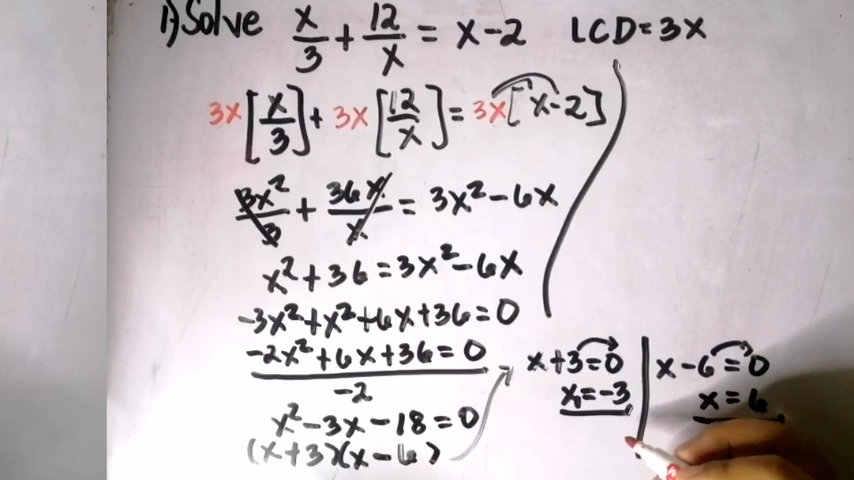 1) Solve x/3 + 12/x = x-2 LCD=3x
3x[x/3] + 3x[12/x] = 3x[x-2]
3x²/3 + 36x/x = 3x²-6x
x²+36=3x²-6x
-3x²+x²+6x+36=0
-2x²+6x+36=0
-2
x²-3x-18=0
(x+3)(x-6)
x+3=0
x=-3
x-6=0
x=6